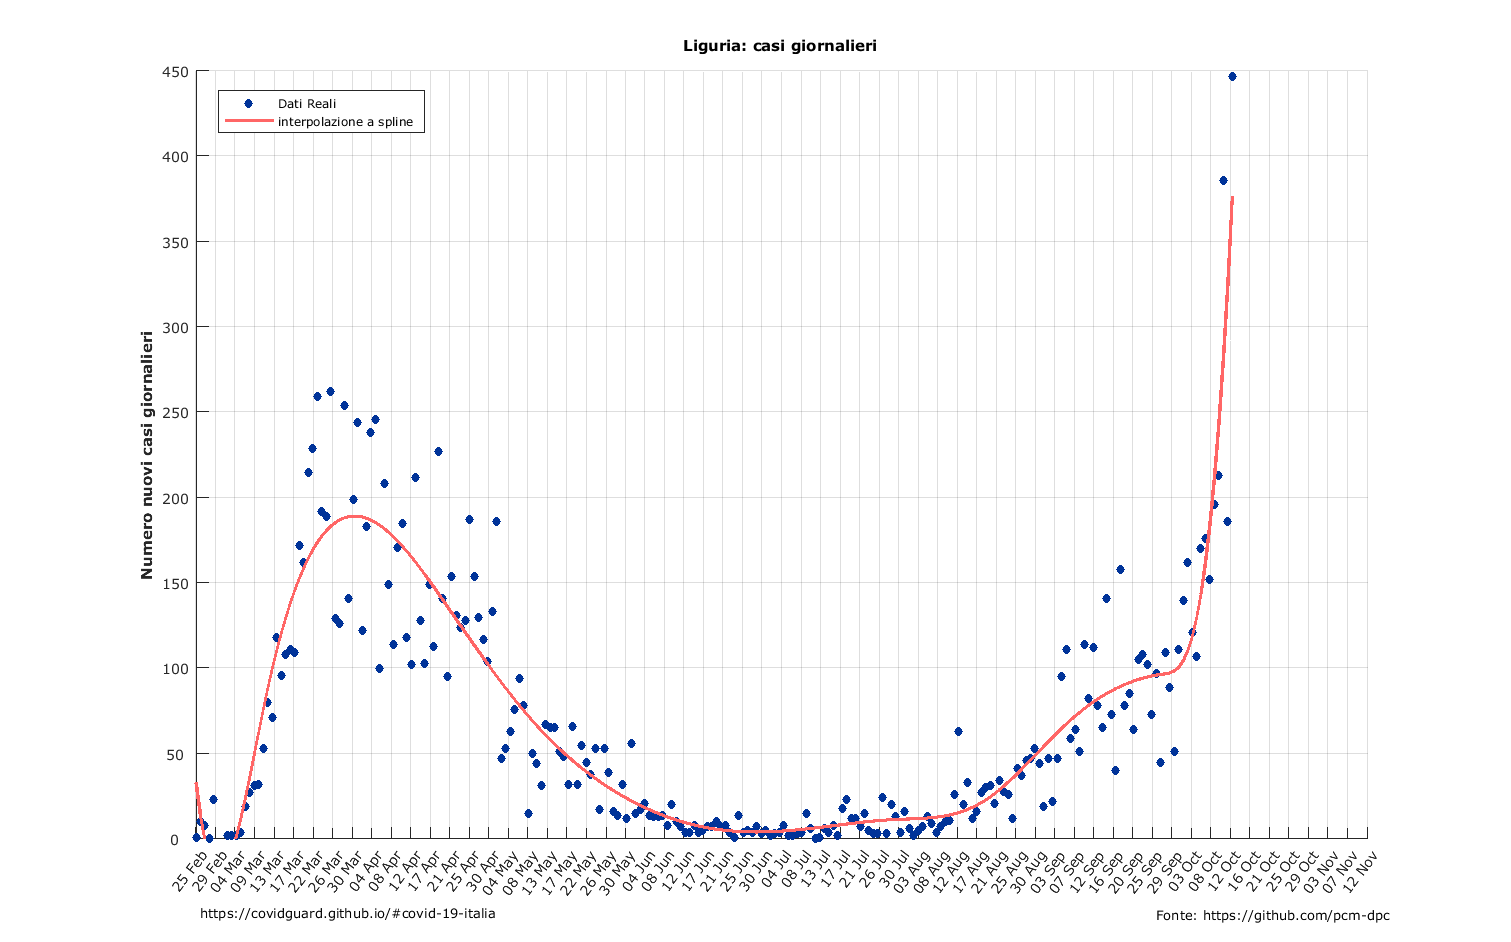 Liguria: casi giornalieri
Dati Reali
interpolazione a spline
Numero nuovi casi giornalieri
450
400
350
300
250
200
150
100
50
0
25 Feb
29 Feb
04 Mar
09 Mar
13 Mar
17 Mar
22 Mar
26 Mar
30 Mar
04 Apr
08 Apr
12 Apr
17 Apr
21 Apr
25 Apr
30 Apr
04 May
08 May
13 May
17 May
22 May
26 May
30 May
04 Jun
08 Jun
12 Jun
17 Jun
21 Jun
25 Jun
30 Jun
04 Jul
08 Jul
13 Jul
17 Jul
21 Jul
26 Jul
30 Jul
03 Aug
08 Aug
12 Aug
17 Aug
21 Aug
25 Aug
30 Aug
03 Sep
07 Sep
12 Sep
16 Sep
20 Sep
25 Sep
29 Sep
03 Oct
08 Oct
12 Oct
16 Oct
21 Oct
25 Oct
29 Oct
03 Nov
07 Nov
12 Nov
https://covidguard.github.io/#covid-19-italia
Fonte: https://github.com/pcm-dpc